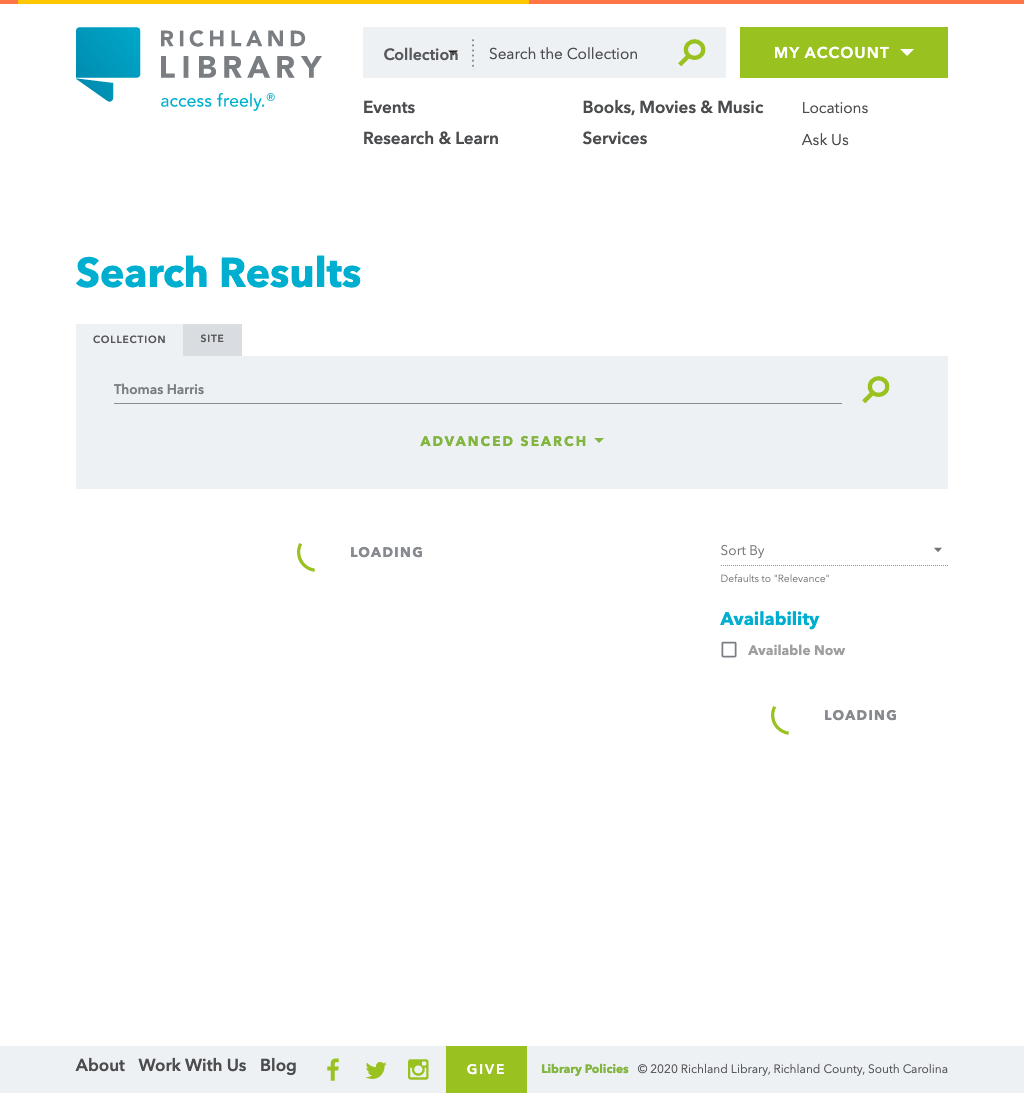 RICHLAND
LIBRARY
access freely.®
Collection
Search the Collection
MY ACCOUNT
Events
Books, Movies & Music
Locations
Research & Learn
Services
Ask Us
Search Results
COLLECTION
SITE
Thomas Harris
ADVANCED SEARCH
LOADING
Sort By
Defaults to "Relevance"
Availability
Available Now
LOADING
About
Work With Us
Blog
GIVE
Library Policies
© 2020 Richland Library, Richland County, South Carolina